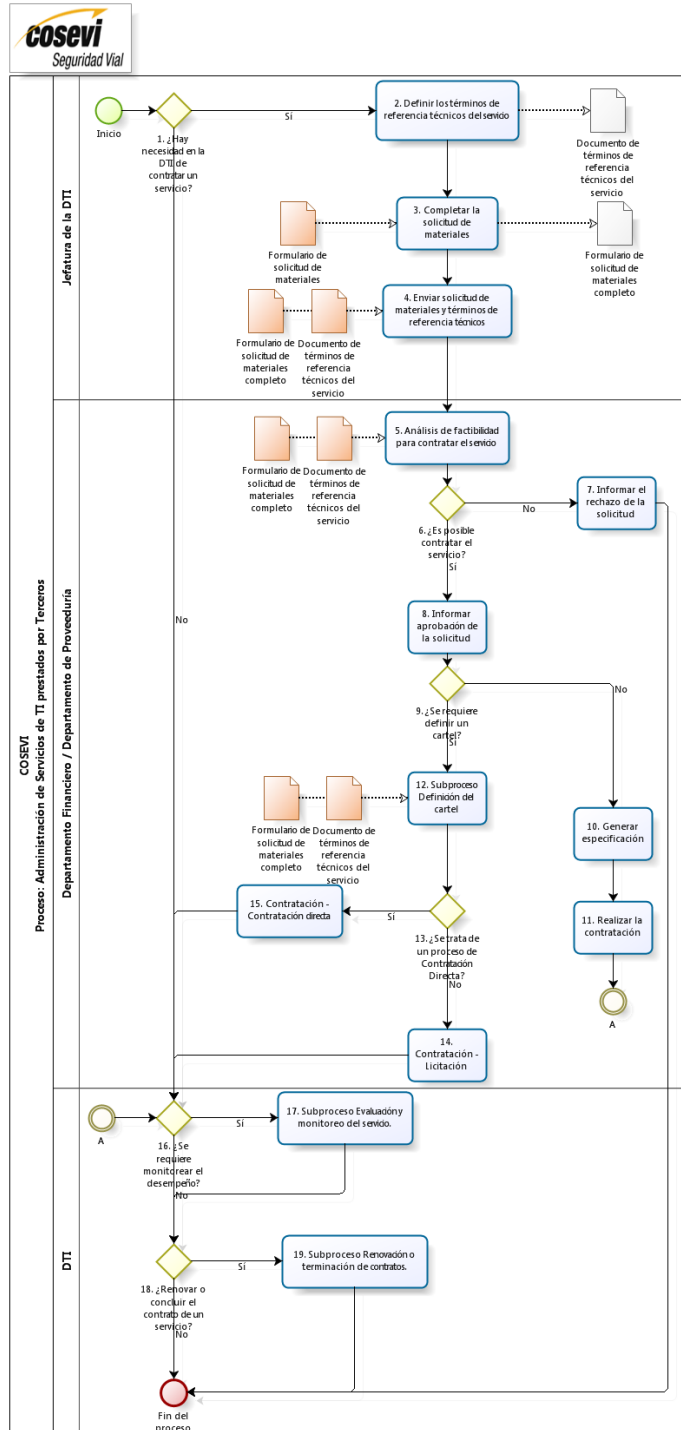 cosevi
Seguridad Vial
COSEVI
Proceso: Administración de Servicios de TI prestados por Terceros
Jefatura de la DTI
Inicio
1. ¿Hay
necesidad en la
DTI de
contratar un
servicio?
Sí
2. Definir los términos de
referencia técnicos del servicio
Documento de
términos de
referencia
técnicos del
servicio
Formulario de
solicitud de
materiales
3. Completar la
solicitud de
materiales
Formulario de
solicitud de
materiales
completo
Formulario de
solicitud de
materiales
completo
Documento de
términos de
referencia
técnicos del
servicio
4. Enviar solicitud de
materiales y términos de
referencia técnicos
Departamento Financiero / Departamento de Proveeduría
Formulario de
solicitud de
materiales
completo
Documento de
términos de
referencia
técnicos del
servicio
5. Análisis de factibilidad
para contratar el servicio
6. ¿Es posible
contratar el
servicio?
No
7. Informar el
rechazo de la
solicitud
Sí
No
8. Informar
aprobación de
la solicitud
9. ¿Se requiere
definir un
cartel?
No
Sí
Formulario de
solicitud de
materiales
completo
Documento de
términos de
referencia
técnicos del
servicio
12. Subproceso
Definición del
cartel
10. Generar
especificación
15. Contratación -
Contratación directa
Sí
13. ¿Se trata de
un proceso de
Contratación
Directa?
No
11. Realizar la
contratación
A
14.
Contratación -
Licitación
DTI
A
16. ¿Se
requiere
monitorear el
desempeño?
Sí
17. Subproceso Evaluación y
monitoreo del servicio.
No
18. ¿Renovar o
concluir el
contrato de un
servicio?
Sí
19. Subproceso Renovación o
terminación de contratos.
No
Fin del
proceso